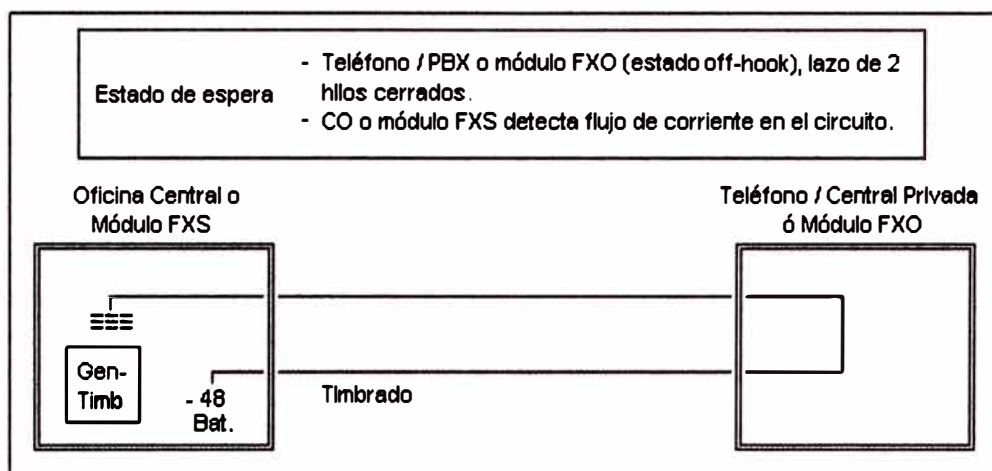 Estado de espera
- Teléfono / PBX o módulo FXO (estado off-hook), lazo de 2
hllos cerrados.
- CO o módulo FXS detecta flujo de corriente en el circuito.
Oficina Central o
Módulo FXS
Teléfono / Central Privada
ó Módulo FXO
Gen-
Timb
- 48
Bat.
Timbrado